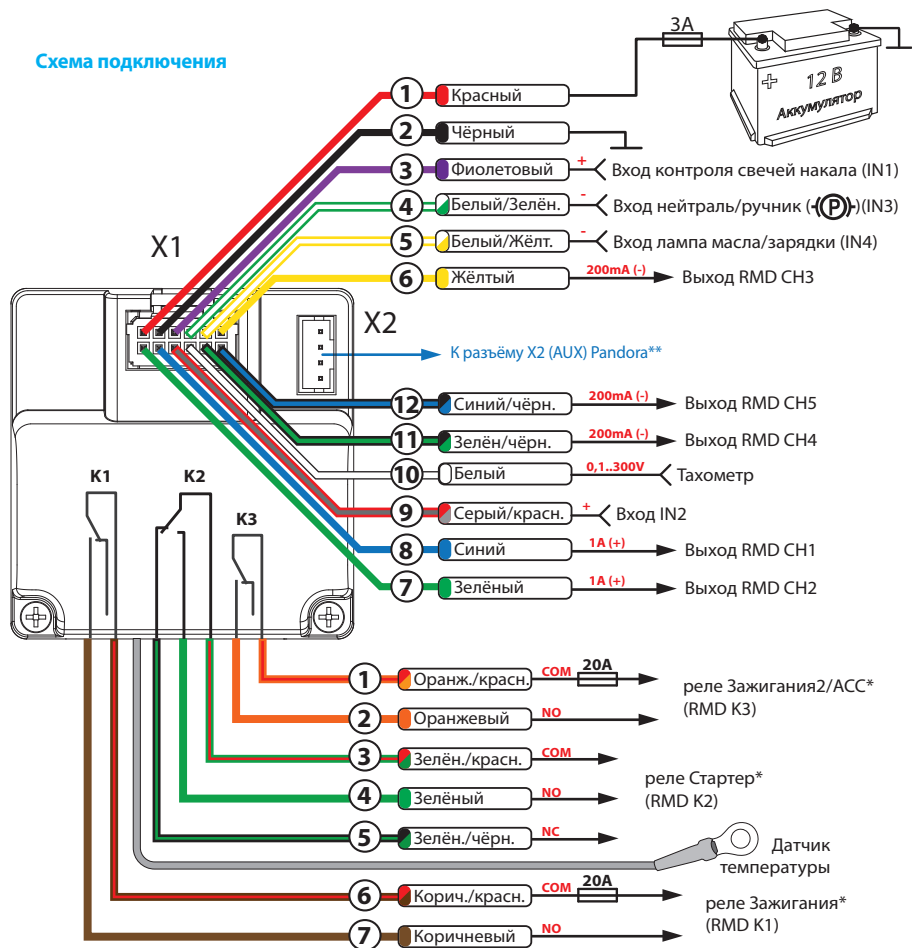 Схема подключения
3А
12 В
Аккумулятор
+
1 Красный
2 Чёрный
3 Фиолетовый + Вход контроля свечей накала (IN1)
4 Белый/Зелён. - Вход нейтраль/ручник ((P))(IN3)
5 Белый/Жёлт. - Вход лампа масла/зарядки (IN4)
6 Жёлтый 200mA (-) Выход RMD CH3
X1
X2
К разъёму X2 (AUX) Pandora**
12 Синий/чёрн. 200mA (-) Выход RMD CH5
11 Зелён/чёрн. 200mA (-) Выход RMD CH4
10 Белый 0,1..300V Тахометр
9 Серый/красн. + Вход IN2
8 Синий 1A (+) Выход RMD CH1
7 Зелёный 1A (+) Выход RMD CH2
K1
K2
K3
1 Оранж./красн. COM 20A
2 Оранжевый NO
реле Зажигания2/АСС*
(RMD K3)
3 Зелён./красн. COM
4 Зелёный NO
5 Зелён./чёрн. NC
реле Стартер*
(RMD K2)
Датчик
температуры
6 Корич./красн. COM 20A
7 Коричневый NO
реле Зажигания*
(RMD K1)